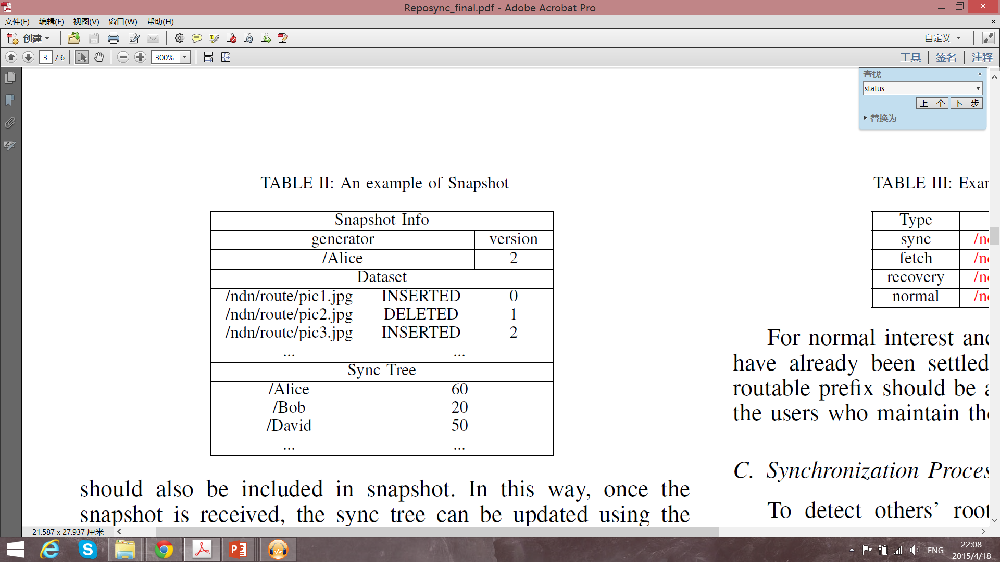 Reposync_final.pdf - Adobe Acrobat Pro
文件(F) 编辑(E) 视图(V) 窗口(W) 帮助(H)
创建 自定义
3 / 6 300% 工具 签名 注释
查找
status
上一个 下一步
替换为
TABLE II: An example of Snapshot
Snapshot Info
generator version
/Alice 2
Dataset
/ndn/route/pic1.jpg INSERTED 0
/ndn/route/pic2.jpg DELETED 1
/ndn/route/pic3.jpg INSERTED 2
... ...
Sync Tree
/Alice 60
/Bob 20
/David 50
... ...
should also be included in snapshot. In this way, once the
snapshot is received, the sync tree can be updated using the
TABLE III:
Type
sync
fetch
recovery
normal
For normal interest
have already been settled
routable prefix should be
the users who maintain
C. Synchronization
To detect others' root
21.587 x 27.937 厘米
ENG
22:08
2015/4/18